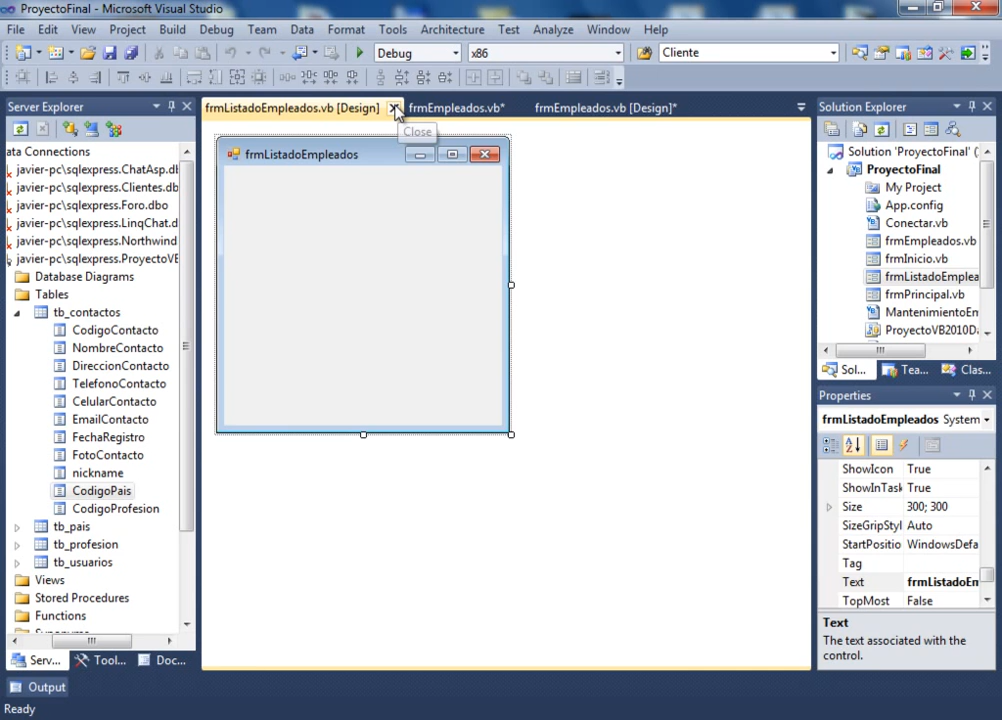 ProyectoFinal - Microsoft Visual Studio
File Edit View Project Build Debug Team Data Format Tools Architecture Test Analyze Window Help
Debug x86 Cliente
Server Explorer
ata Connections
javier-pc\sqlexpress.ChatAsp.db
javier-pc\sqlexpress.Clientes.db
javier-pc\sqlexpress.Foro.dbo
javier-pc\sqlexpress.LinqChat.d
javier-pc\sqlexpress.Northwind
javier-pc\sqlexpress.ProyectoVB
Database Diagrams
Tables
tb_contactos
CodigoContacto
NombreContacto
DireccionContacto
TelefonoContacto
CelularContacto
EmailContacto
FechaRegistro
FotoContacto
nickname
CodigoPais
CodigoProfesion
tb_pais
tb_profesion
tb_usuarios
Views
Stored Procedures
Functions
Serv... Tool... Doc...
frmListadoEmpleados.vb [Design] frmEmpleados.vb* frmEmpleados.vb [Design]*
Close
frmListadoEmpleados
Solution Explorer
Solution 'ProyectoFinal' (
ProyectoFinal
My Project
App.config
Conectar.vb
frmEmpleados.vb
frmInicio.vb
frmListadoEmplea
frmPrincipal.vb
MantenimientoEm
ProyectoVB2010Da
Sol... Tea... Clas...
Properties
frmListadoEmpleados System
ShowIcon True
ShowInTask True
Size 300; 300
SizeGripStyl Auto
StartPositio WindowsDefa
Tag
Text frmListadoEm
TopMost False
Text
The text associated with the
control.
Output
Ready